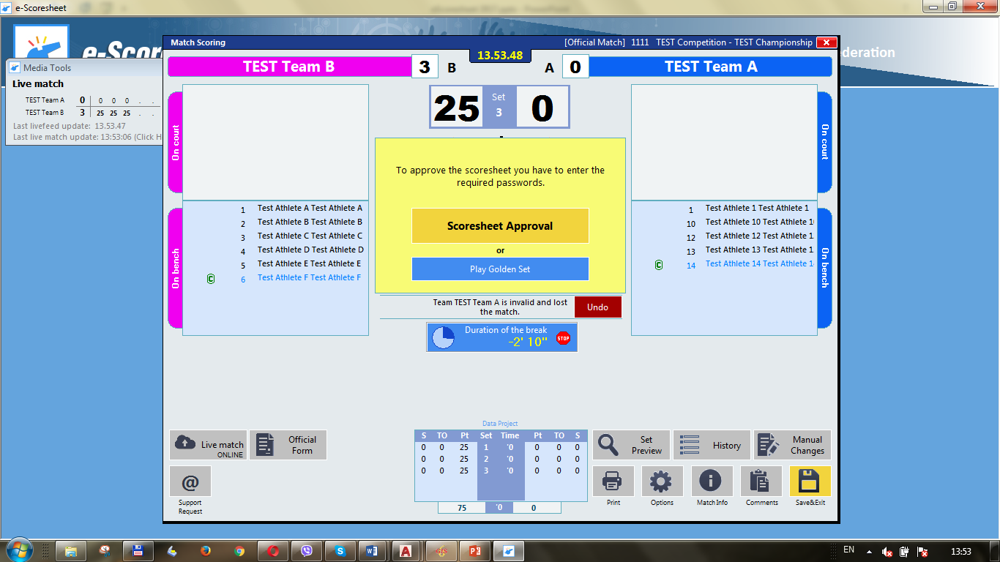 e-Scoresheet
e-Scor
ederation
Media Tools
Live match
TEST Team A 0 0 0 0 . .
TEST Team B 3 25 25 25 . .
Last livefeed update: 13.53.47
Last live match update: 13:53:06 (Click H
Match Scoring
[Official Match] 1111 TEST Competition - TEST Championship
13.53.48
TEST Team B 3 B A 0 TEST Team A
25 Set 3 0
On court
On court
To approve the scoresheet you have to enter the
required passwords.
Scoresheet Approval
or
Play Golden Set
Team TEST Team A is invalid and lost
the match.
Undo
Duration of the break
-2' 10"
STOP
On bench
1 Test Athlete A Test Athlete A
2 Test Athlete B Test Athlete B
3 Test Athlete C Test Athlete C
4 Test Athlete D Test Athlete D
5 Test Athlete E Test Athlete E
C 6 Test Athlete F Test Athlete F
On bench
1 Test Athlete 1 Test Athlete 1
10 Test Athlete 10 Test Athlete 1
12 Test Athlete 12 Test Athlete 1
13 Test Athlete 13 Test Athlete 1
C 14 Test Athlete 14 Test Athlete 1
Data Project
S TO Pt Set Time Pt TO S
0 0 25 1 '0 0 0 0
0 0 25 2 '0 0 0 0
0 0 25 3 '0 0 0 0
75 '0 0
Live match
ONLINE
Official
Form
@
Support
Request
Set
Preview
History
Manual
Changes
Print
Options
Match Info
Comments
Save&Exit
EN
13:53